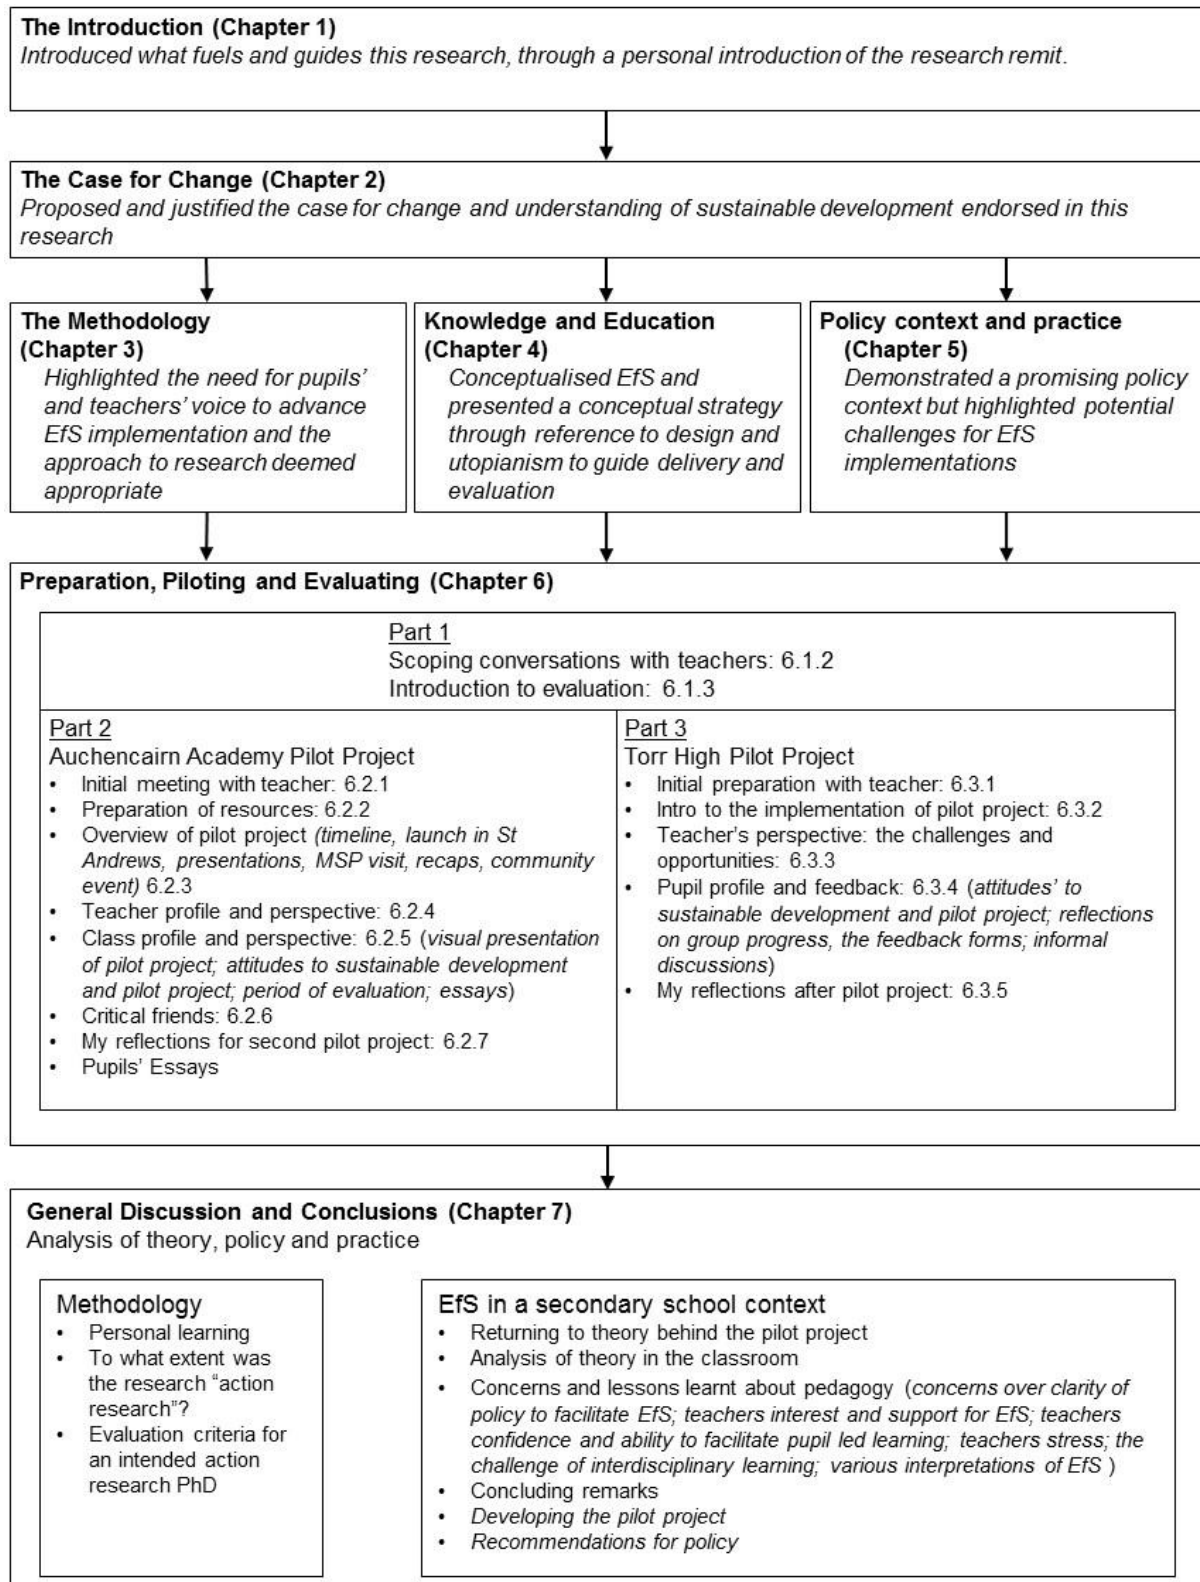 The Introduction (Chapter 1)
Introduced what fuels and guides this research, through a personal introduction of the research remit.
The Case for Change (Chapter 2)
Proposed and justified the case for change and understanding of sustainable development endorsed in this
research
The Methodology
(Chapter 3)
Highlighted the need for pupils'
and teachers' voice to advance
EfS implementation and the
approach to research deemed
appropriate
Knowledge and Education
(Chapter 4)
Conceptualised EfS and
presented a conceptual strategy
through reference to design and
utopianism to guide delivery and
evaluation
Policy context and practice
(Chapter 5)
Demonstrated a promising policy
context but highlighted potential
challenges for EfS
implementations
Preparation, Piloting and Evaluating (Chapter 6)
Part 1
Scoping conversations with teachers: 6.1.2
Introduction to evaluation: 6.1.3
Part 2
Auchencairn Academy Pilot Project
• Initial meeting with teacher: 6.2.1
• Preparation of resources: 6.2.2
• Overview of pilot project (timeline, launch in St
Andrews, presentations, MSP visit, recaps, community
event) 6.2.3
• Teacher profile and perspective: 6.2.4
• Class profile and perspective: 6.2.5 (visual presentation
of pilot project; attitudes to sustainable development
and pilot project; period of evaluation; essays)
• Critical friends: 6.2.6
• My reflections for second pilot project: 6.2.7
• Pupils' Essays
Part 3
Torr High Pilot Project
• Initial preparation with teacher: 6.3.1
• Intro to the implementation of pilot project: 6.3.2
• Teacher's perspective: the challenges and
opportunities: 6.3.3
• Pupil profile and feedback: 6.3.4 (attitudes' to
sustainable development and pilot project; reflections
on group progress, the feedback forms; informal
discussions)
• My reflections after pilot project: 6.3.5
General Discussion and Conclusions (Chapter 7)
Analysis of theory, policy and practice
Methodology
• Personal learning
• To what extent was
the research "action
research"?
• Evaluation criteria for
an intended action
research PhD
EfS in a secondary school context
• Returning to theory behind the pilot project
• Analysis of theory in the classroom
• Concerns and lessons learnt about pedagogy (concerns over clarity of
policy to facilitate EfS; teachers interest and support for EfS; teachers
confidence and ability to facilitate pupil led learning; teachers stress; the
challenge of interdisciplinary learning; various interpretations of EfS )
• Concluding remarks
• Developing the pilot project
• Recommendations for policy